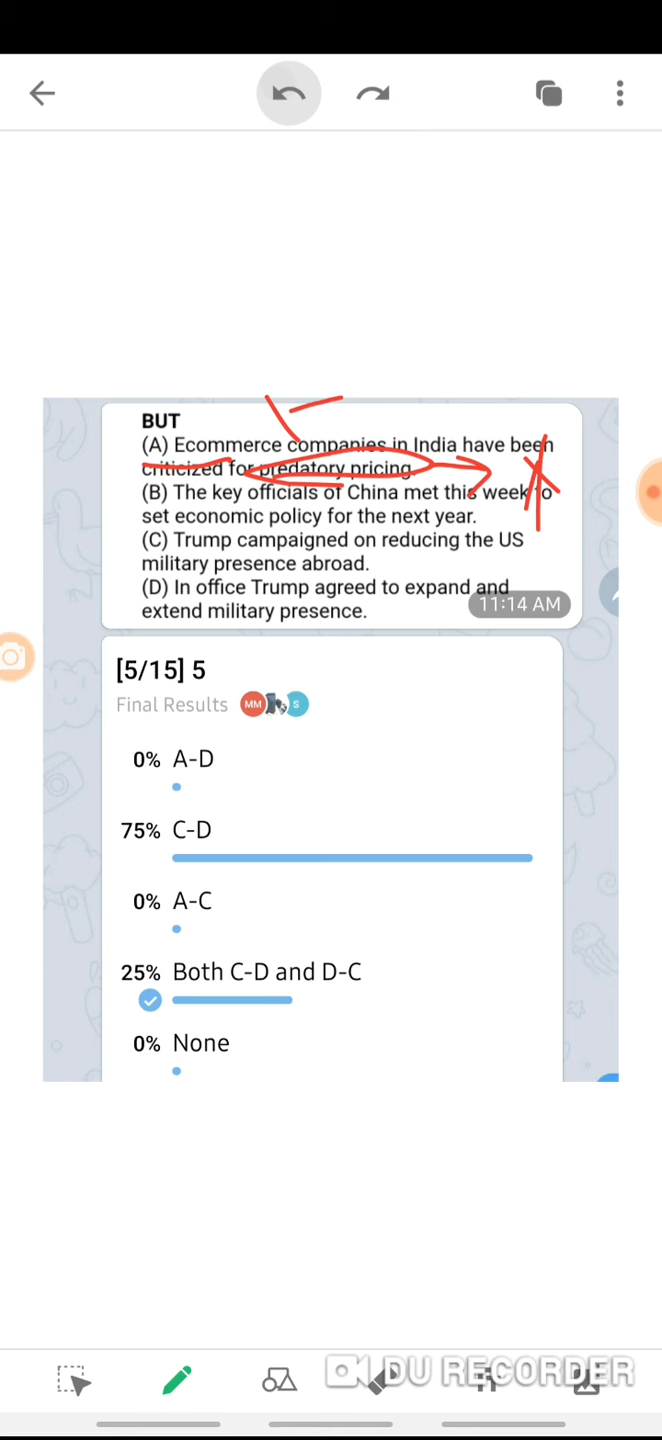 BUT
(A) Ecommerce companies in India have been
criticized for predatory pricing.
(B) The key officials of China met this week to
set economic policy for the next year.
(C) Trump campaigned on reducing the US
military presence abroad.
(D) In office Trump agreed to expand and
extend military presence.
11:14 AM
[5/15] 5
Final Results MM S
0% A-D
75% C-D
0% A-C
25% Both C-D and D-C
0% None
DU RECORDER